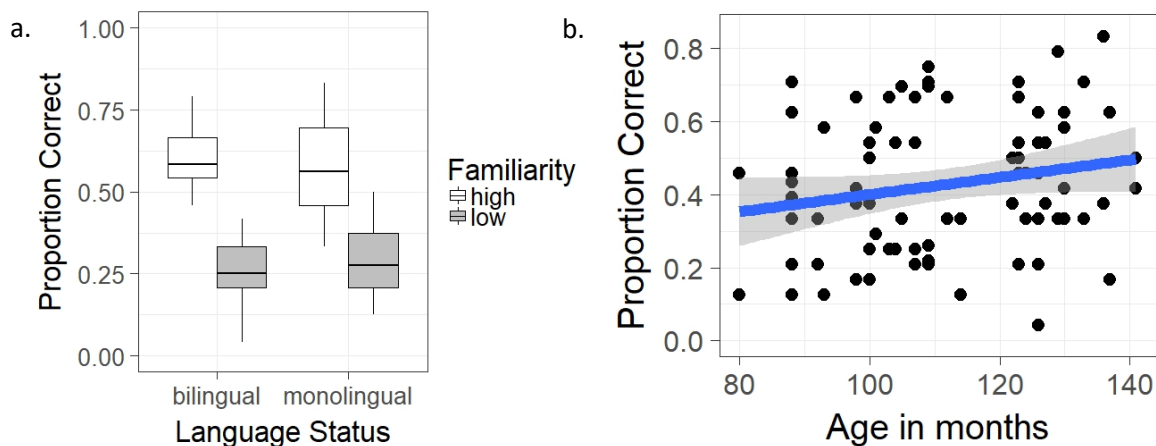 a.
Proportion Correct
1.00
0.75
0.50
0.25
0.00
bilingual monolingual
Language Status
Familiarity
high
low
b.
Proportion Correct
0.8
0.6
0.4
0.2
0.0
80 100 120 140
Age in months